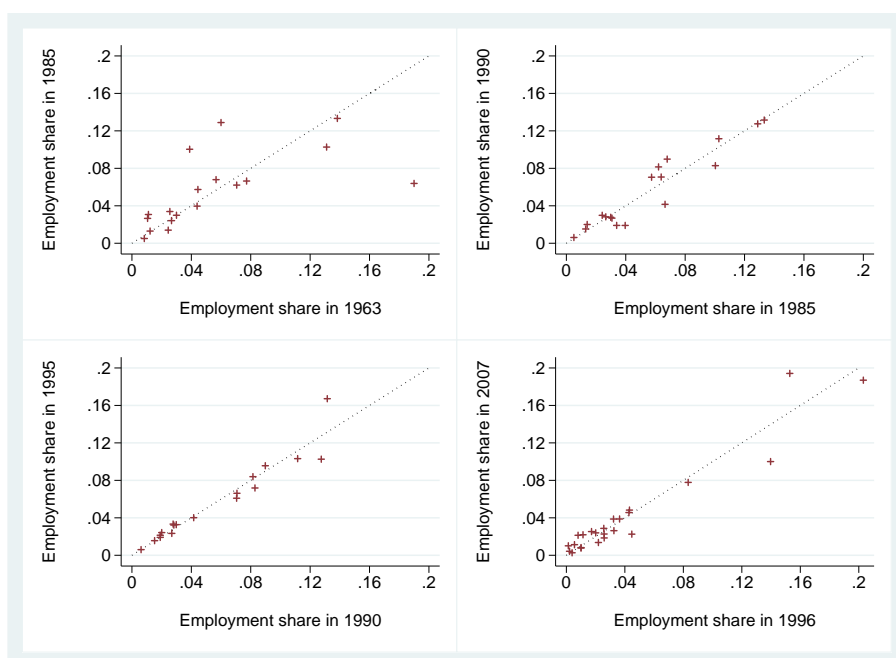 Employment share in 1985
.2
.16
.12
.08
.04
0
0 .04 .08 .12 .16 .2
Employment share in 1963
Employment share in 1990
.2
.16
.12
.08
.04
0
0 .04 .08 .12 .16 .2
Employment share in 1985
Employment share in 1995
.2
.16
.12
.08
.04
0
0 .04 .08 .12 .16 .2
Employment share in 1990
Employment share in 2007
.2
.16
.12
.08
.04
0
0 .04 .08 .12 .16 .2
Employment share in 1996